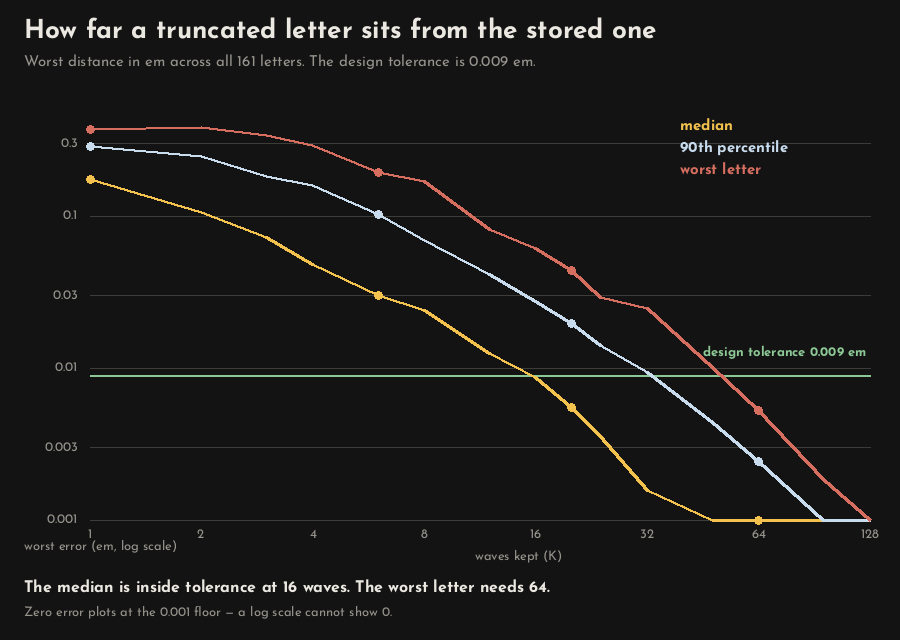 How far a truncated letter sits from the stored one
Worst distance in em across all 161 letters. The design tolerance is 0.009 em.
median
90th percentile
worst letter
0.3
0.1
0.03
0.01
0.003
0.001
design tolerance 0.009 em
1 2 4 8 16 32 64 128
worst error (em, log scale)
waves kept (K)
The median is inside tolerance at 16 waves. The worst letter needs 64.
Zero error plots at the 0.001 floor — a log scale cannot show 0.